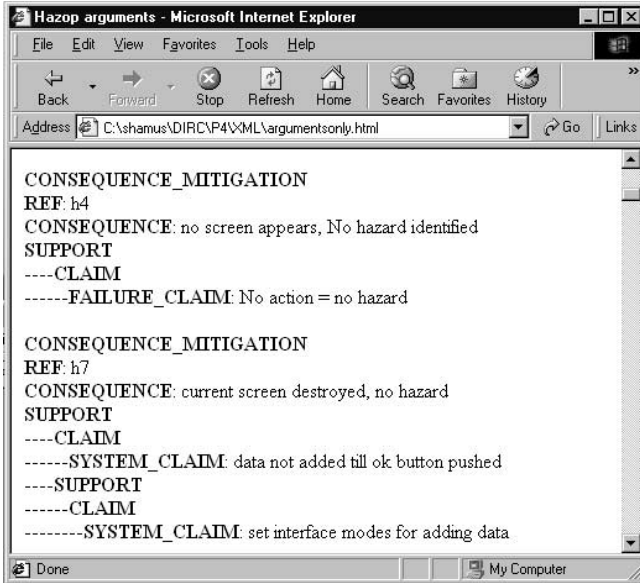 Hazop arguments - Microsoft Internet Explorer
File Edit View Favorites Tools Help
Back Forward Stop Refresh Home Search Favorites History »
Address C:\shamus\DIRC\P4\XML\argumentsonly.html Go Links
CONSEQUENCE_MITIGATION
REF: h4
CONSEQUENCE: no screen appears, No hazard identified
SUPPORT
----CLAIM
------FAILURE_CLAIM: No action = no hazard
CONSEQUENCE_MITIGATION
REF: h7
CONSEQUENCE: current screen destroyed, no hazard
SUPPORT
----CLAIM
------SYSTEM_CLAIM: data not added till ok button pushed
----SUPPORT
------CLAIM
--------SYSTEM_CLAIM: set interface modes for adding data
Done My Computer